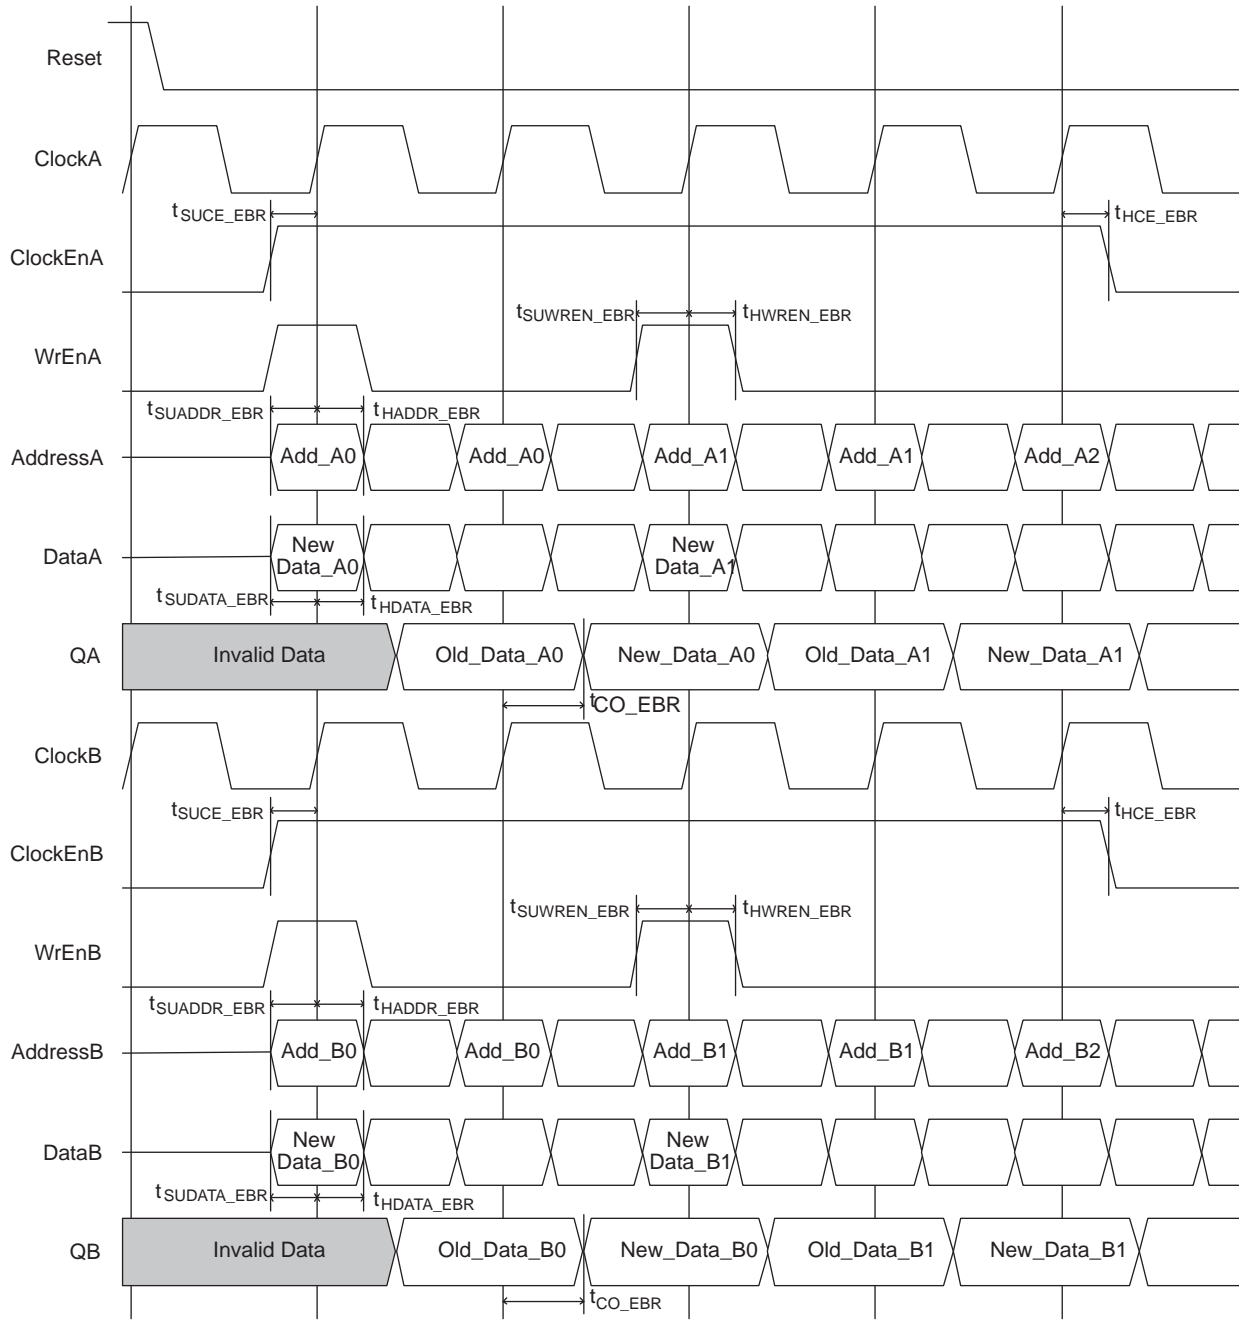 Reset
ClockA
tSUCE_EBR tHCE_EBR
ClockEnA
tSUWREN_EBR tHWREN_EBR
WrEnA
tSUADDR_EBR tHADDR_EBR
AddressA Add_A0 Add_A0 Add_A1 Add_A1 Add_A2
New New
DataA Data_A0 Data_A1
tSUDATA_EBR tHDATA_EBR
QA Invalid Data Old_Data_A0 New_Data_A0 Old_Data_A1 New_Data_A1
tCO_EBR
ClockB
tSUCE_EBR tHCE_EBR
ClockEnB
tSUWREN_EBR tHWREN_EBR
WrEnB
tSUADDR_EBR tHADDR_EBR
AddressB Add_B0 Add_B0 Add_B1 Add_B1 Add_B2
New New
DataB Data_B0 Data_B1
tSUDATA_EBR tHDATA_EBR
QB Invalid Data Old_Data_B0 New_Data_B0 Old_Data_B1 New_Data_B1
tCO_EBR